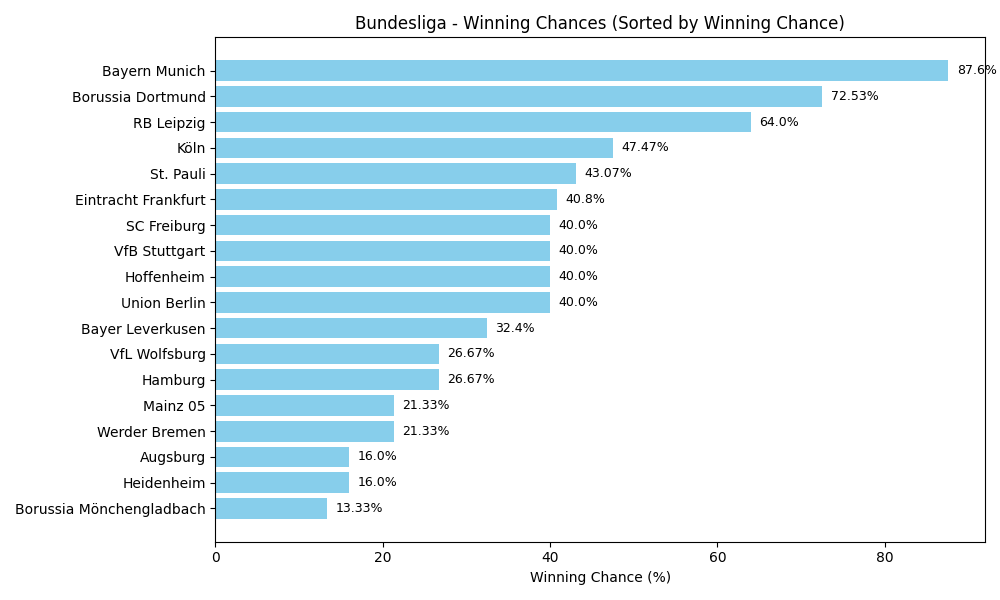 Bundesliga - Winning Chances (Sorted by Winning Chance)
Bayern Munich 87.6%
Borussia Dortmund 72.53%
RB Leipzig 64.0%
Köln 47.47%
St. Pauli 43.07%
Eintracht Frankfurt 40.8%
SC Freiburg 40.0%
VfB Stuttgart 40.0%
Hoffenheim 40.0%
Union Berlin 40.0%
Bayer Leverkusen 32.4%
VfL Wolfsburg 26.67%
Hamburg 26.67%
Mainz 05 21.33%
Werder Bremen 21.33%
Augsburg 16.0%
Heidenheim 16.0%
Borussia Mönchengladbach 13.33%
0 20 40 60 80
Winning Chance (%)